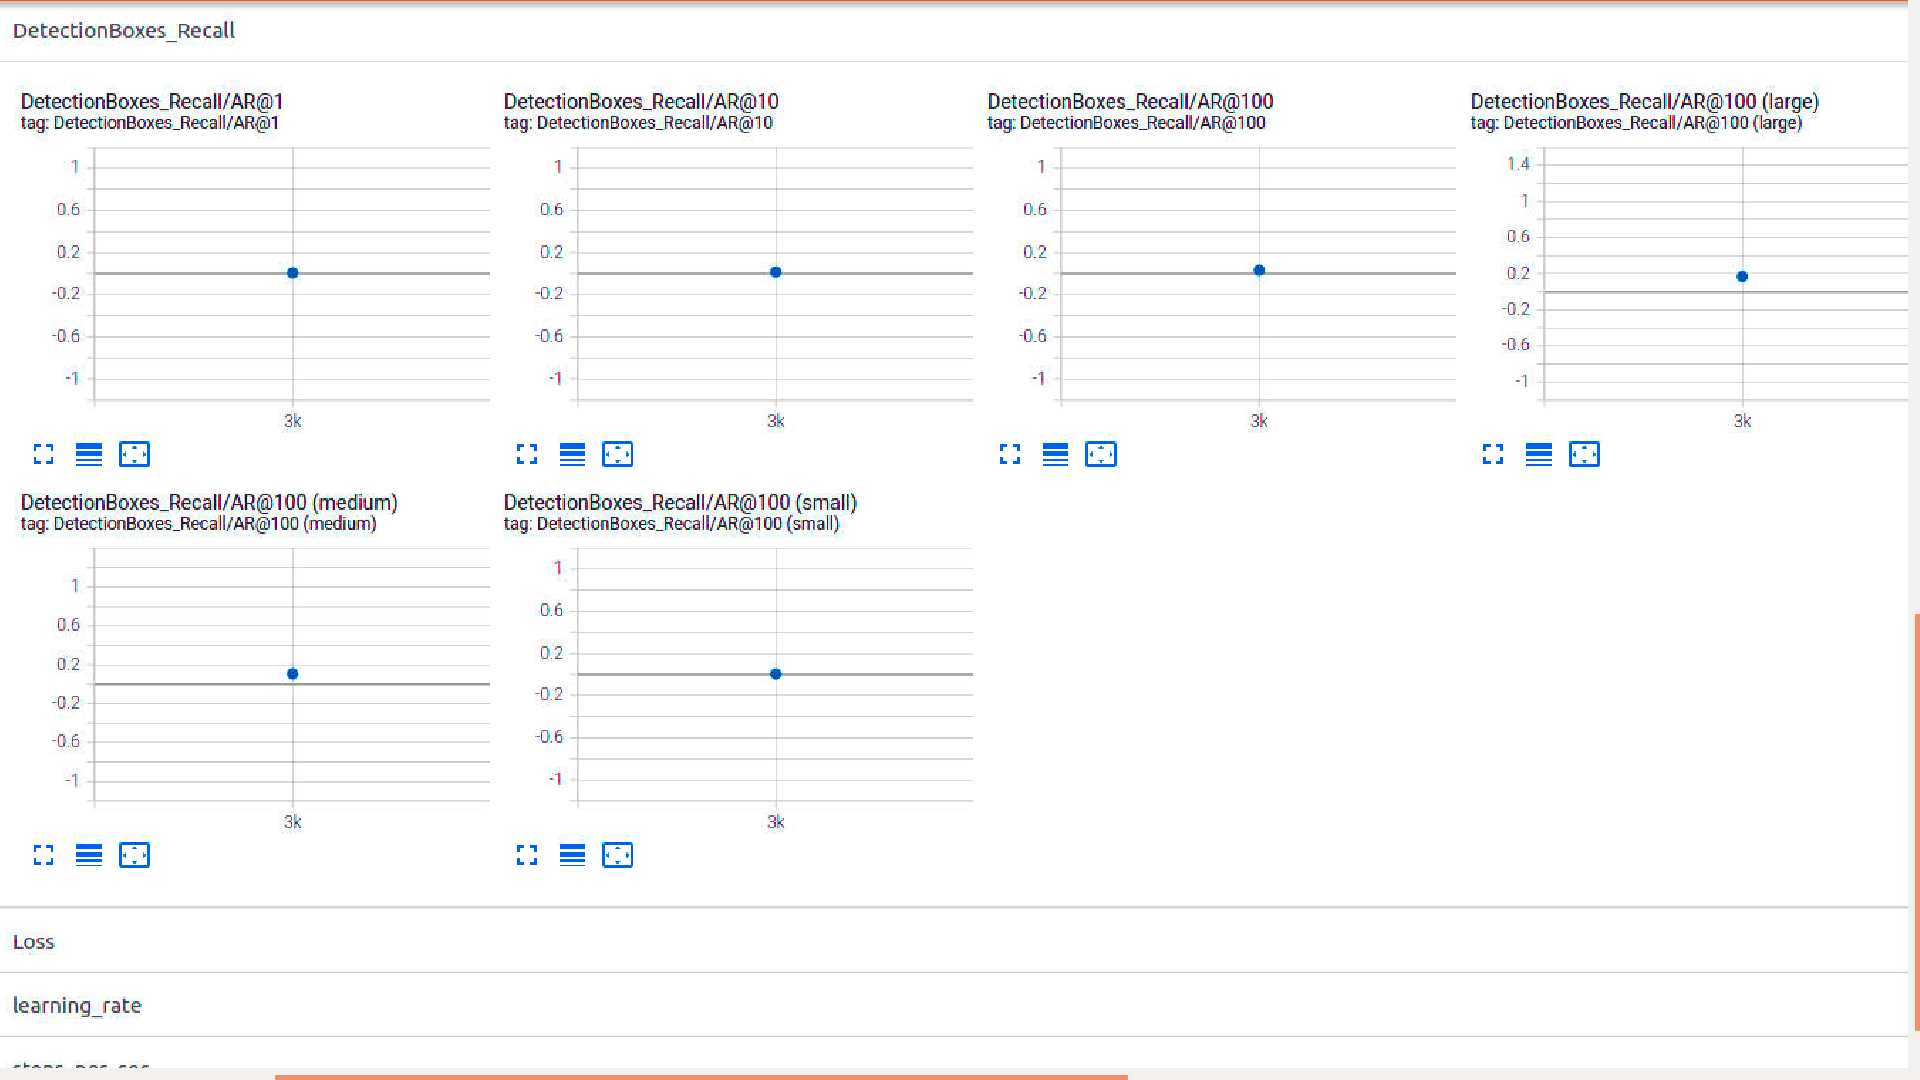 DetectionBoxes_Recall
DetectionBoxes_Recall/AR@1
tag: DetectionBoxes_Recall/AR@1
1
0.6
0.2
-0.2
-0.6
-1
3k
DetectionBoxes_Recall/AR@10
tag: DetectionBoxes_Recall/AR@10
1
0.6
0.2
-0.2
-0.6
-1
3k
DetectionBoxes_Recall/AR@100
tag: DetectionBoxes_Recall/AR@100
1
0.6
0.2
-0.2
-0.6
-1
3k
DetectionBoxes_Recall/AR@100 (large)
tag: DetectionBoxes_Recall/AR@100 (large)
1.4
1
0.6
0.2
-0.2
-0.6
-1
3k
DetectionBoxes_Recall/AR@100 (medium)
tag: DetectionBoxes_Recall/AR@100 (medium)
1
0.6
0.2
-0.2
-0.6
-1
3k
DetectionBoxes_Recall/AR@100 (small)
tag: DetectionBoxes_Recall/AR@100 (small)
1
0.6
0.2
-0.2
-0.6
-1
3k
Loss
learning_rate